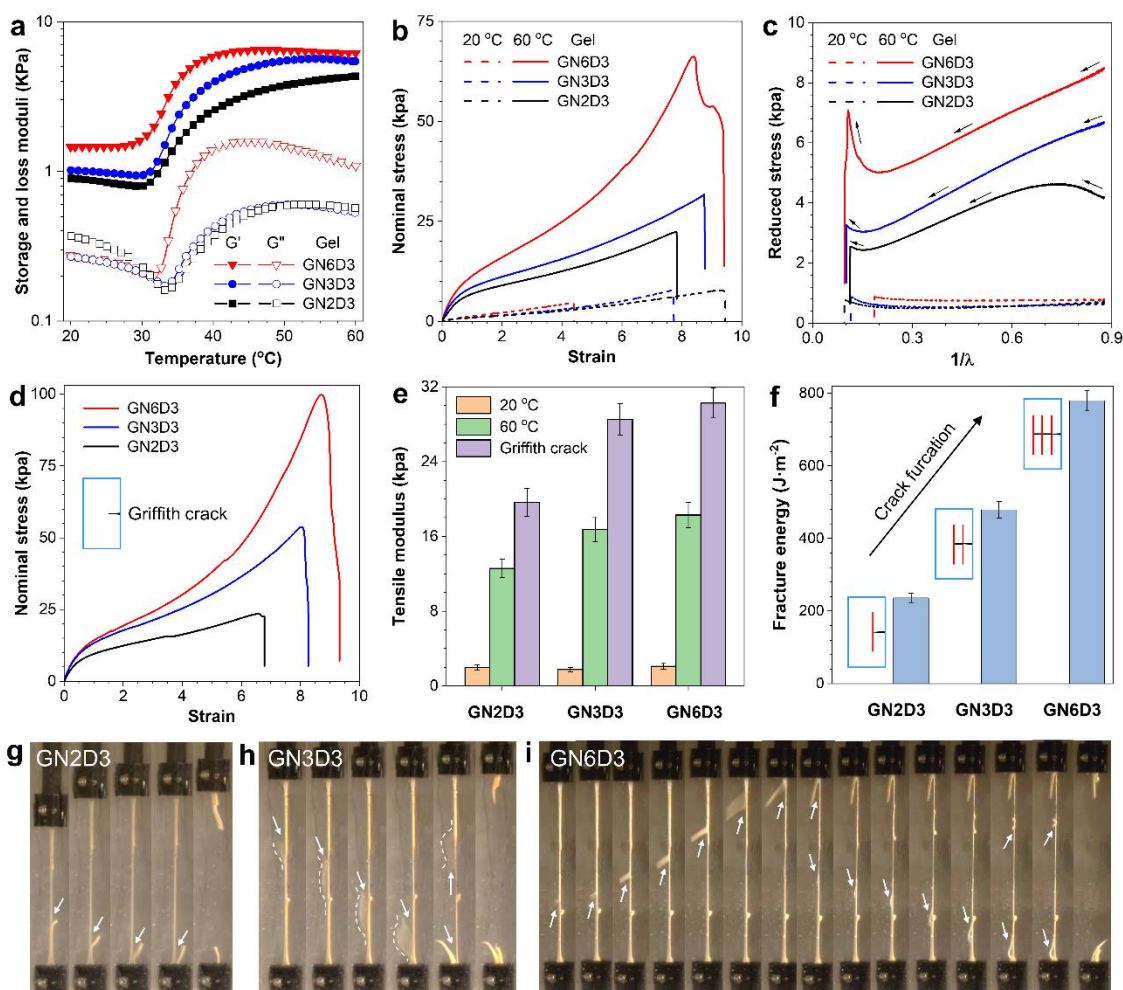 a
Storage and loss moduli (KPa)
10
1
0.1
G' G" Gel
GN6D3
GN3D3
GN2D3
20 30 40 50 60
Temperature (°C)
b
Nominal stress (kpa)
75
50
25
0
20 °C 60 °C Gel
GN6D3
GN3D3
GN2D3
0 2 4 6 8 10
Strain
c
Reduced stress (kpa)
10
8
6
4
2
0
20 °C 60 °C Gel
GN6D3
GN3D3
GN2D3
0.3 0.6 0.9
1/λ
d
Nominal stress (kpa)
100
75
50
25
0
GN6D3
GN3D3
GN2D3
Griffith crack
0 2 4 6 8 10
Strain
e
Tensile modulus (kpa)
32
24
16
8
0
20 °C
60 °C
Griffith crack
GN2D3 GN3D3 GN6D3
f
Fracture energy (J·m⁻²)
800
600
400
200
0
Crack furcation
GN2D3 GN3D3 GN6D3
g GN2D3
h GN3D3
i GN6D3